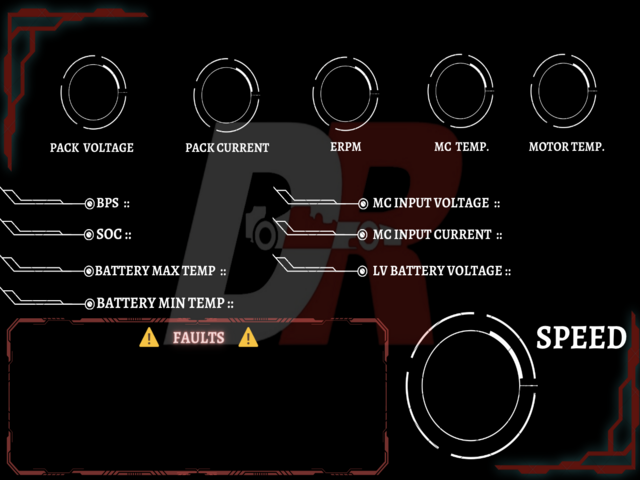 PACK VOLTAGE
PACK CURRENT
ERPM
MC TEMP.
MOTOR TEMP.
DR
BPS ::
MC INPUT VOLTAGE ::
SOC ::
MC INPUT CURRENT ::
BATTERY MAX TEMP ::
LV BATTERY VOLTAGE ::
BATTERY MIN TEMP ::
FAULTS
SPEED